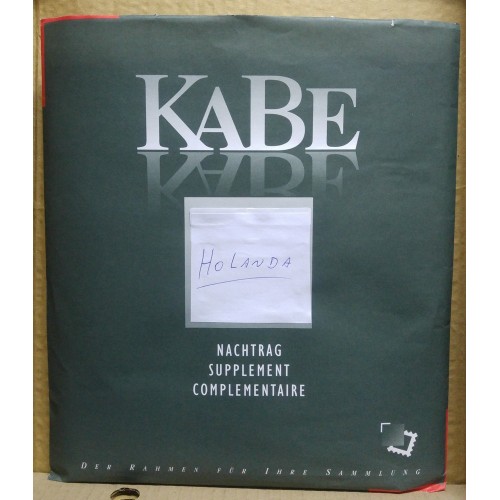 KABE
HOLANDA
NACHTRAG
SUPPLEMENT
COMPLEMENTAIRE
DER RAHMEN FÜR IHRE SAMMLUNG